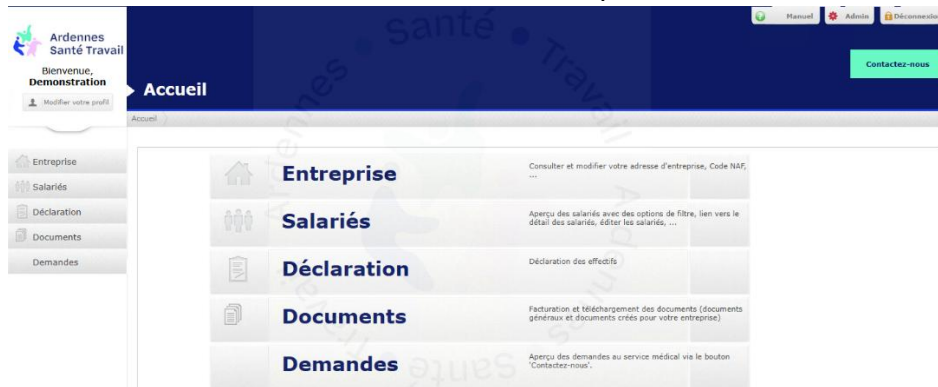 Manuel
Admin
Déconnexio
Ardennes
Santé Travail
Bienvenue,
Demonstration
Modifier votre profil
Contactez-nous
Accueil
Accueil
Entreprise
Salariés
Déclaration
Documents
Demandes
Entreprise
Consulter et modifier votre adresse d'entreprise, Code NAF,
...
Salariés
Aperçu des salariés avec des options de filtre, lien vers le
détail des salariés, éditer les salariés, ...
Déclaration
Déclaration des effectifs
Documents
Facturation et téléchargement des documents (documents
généraux et documents créés pour votre entreprise)
Demandes
Aperçu des demandes au service médical via le bouton
'Contactez-nous'.
Ardennes • Santé • Travail